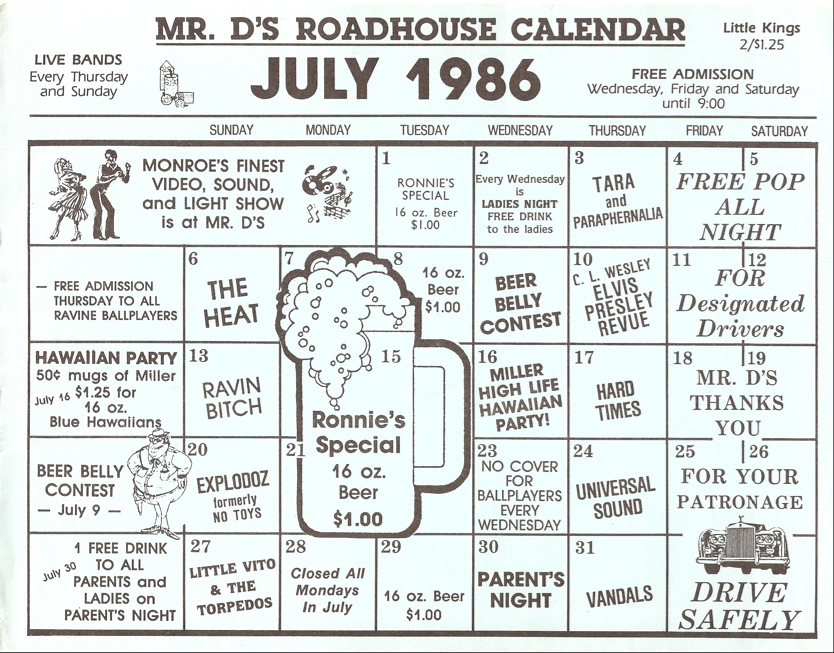 MR. D'S ROADHOUSE CALENDAR
JULY 1986
LIVE BANDS
Every Thursday
and Sunday
Little Kings
2/$1.25
FREE ADMISSION
Wednesday, Friday and Saturday
until 9:00
SUNDAY MONDAY TUESDAY WEDNESDAY THURSDAY FRIDAY SATURDAY
MONROE'S FINEST
VIDEO, SOUND,
and LIGHT SHOW
is at MR. D'S
1
RONNIE'S
SPECIAL
16 oz. Beer
$1.00
2
Every Wednesday
is
LADIES NIGHT
FREE DRINK
to the ladies
3
TARA
and
PARAPHERNALIA
4 5
FREE POP
ALL
NIGHT
— FREE ADMISSION
THURSDAY TO ALL
RAVINE BALLPLAYERS
6
THE
HEAT
7
8
16 oz.
Beer
$1.00
9
BEER
BELLY
CONTEST
10
C. L. WESLEY
ELVIS
PRESLEY
REVUE
11 12
FOR
Designated
Drivers
HAWAIIAN PARTY
50¢ mugs of Miller
July 16 $1.25 for
16 oz.
Blue Hawaiians
13
RAVIN
BITCH
15
Ronnie's
Special
16 oz.
Beer
$1.00
16
MILLER
HIGH LIFE
HAWAIIAN
PARTY!
17
HARD
TIMES
18 19
MR. D'S
THANKS
YOU
BEER BELLY
CONTEST
— July 9 —
20
EXPLODOZ
formerly
NO TOYS
21
23
NO COVER
FOR
BALLPLAYERS
EVERY
WEDNESDAY
24
UNIVERSAL
SOUND
25 26
FOR YOUR
PATRONAGE
July 30
1 FREE DRINK
TO ALL
PARENTS and
LADIES on
PARENT'S NIGHT
27
LITTLE VITO
& THE
TORPEDOS
28
Closed All
Mondays
In July
29
16 oz. Beer
$1.00
30
PARENT'S
NIGHT
31
VANDALS
DRIVE
SAFELY